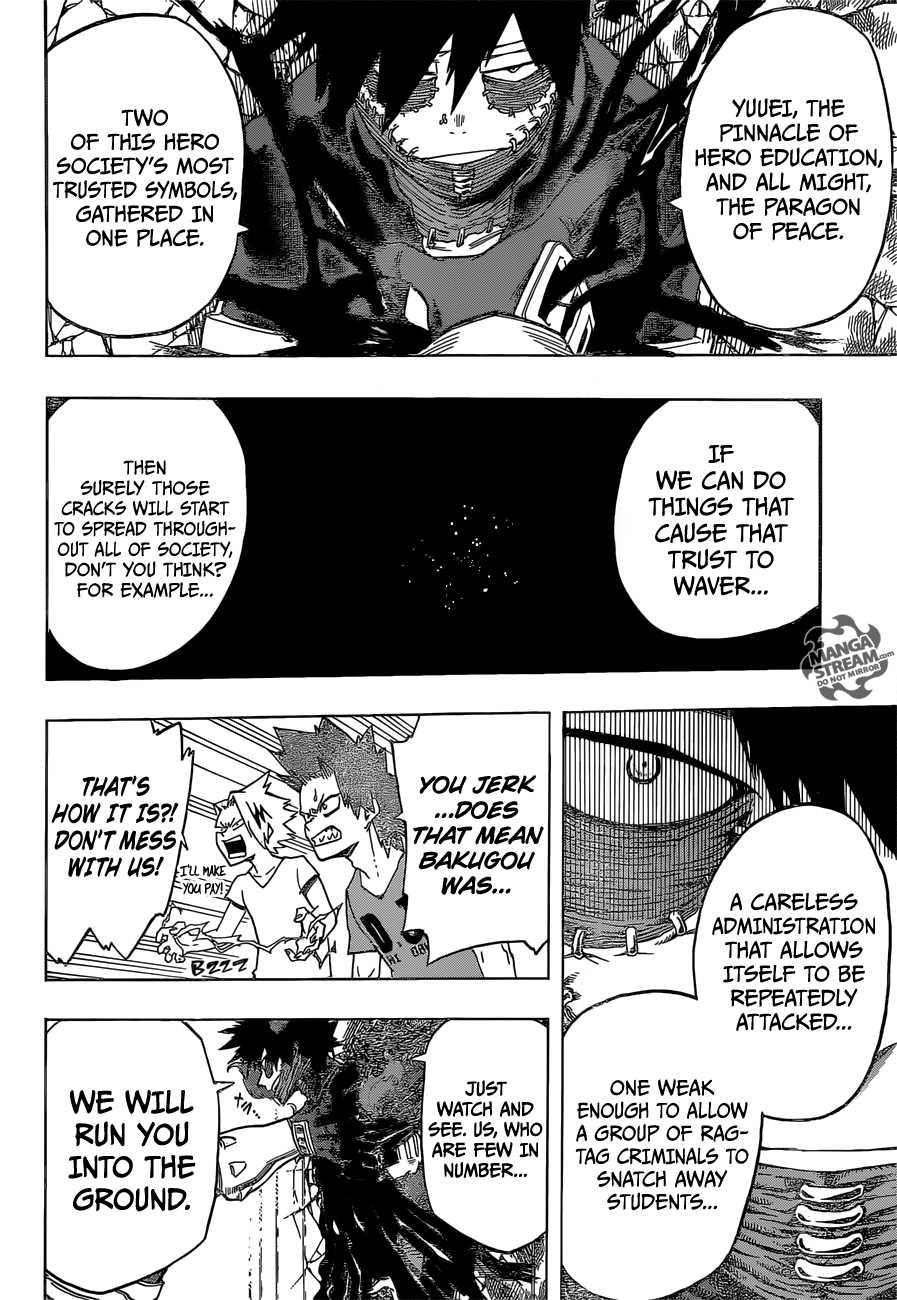 YUUEI, THE
PINNACLE OF
HERO EDUCATION,
AND ALL MIGHT,
THE PARAGON
OF PEACE.
TWO
OF THIS HERO
SOCIETY'S MOST
TRUSTED SYMBOLS,
GATHERED IN
ONE PLACE.
IF
WE CAN DO
THINGS THAT
CAUSE THAT
TRUST TO
WAVER...
THEN
SURELY THOSE
CRACKS WILL START
TO SPREAD THROUGH-
OUT ALL OF SOCIETY,
DON'T YOU THINK?
FOR EXAMPLE...
MANGA
STREAM.com
DO NOT MIRROR
A CARELESS
ADMINISTRATION
THAT ALLOWS
ITSELF TO BE
REPEATEDLY
ATTACKED...
ONE WEAK
ENOUGH TO ALLOW
A GROUP OF RAG-
TAG CRIMINALS TO
SNATCH AWAY
STUDENTS...
YOU JERK
...DOES
THAT MEAN
BAKUGOU
WAS...
THAT'S
HOW IT IS?!
DON'T MESS
WITH US!
I'LL MAKE
YOU PAY!
BZZZ
JUST
WATCH AND
SEE. US, WHO
ARE FEW IN
NUMBER...
WE WILL
RUN YOU
INTO THE
GROUND.